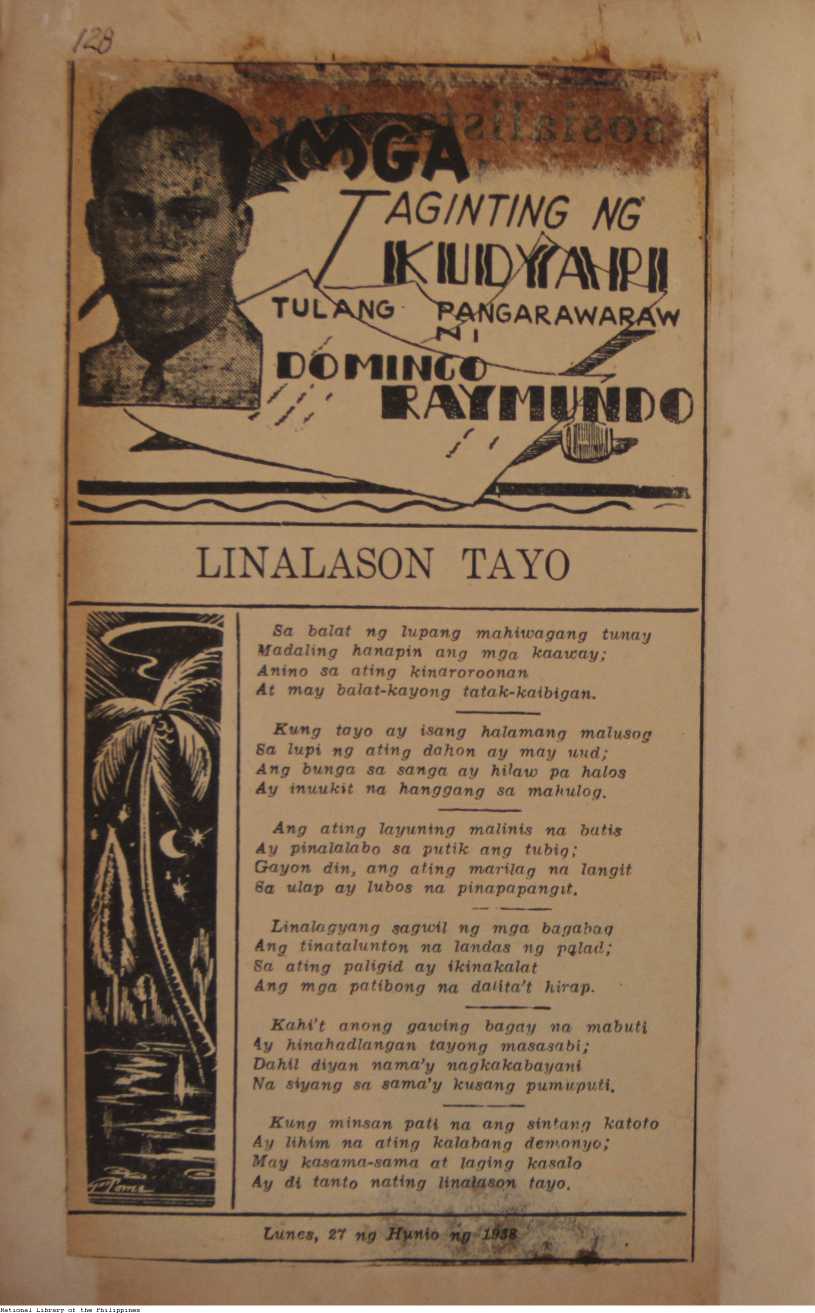 128
MGA
TAGINTING NG
KUDYAPI
TULANG PANGARAWARAW
NI
DOMINGO
RAYMUNDO
LINALASON TAYO
Sa balat ng lupang mahiwagang tunay
Madaling hanapin ang mga kaaway;
Anino sa ating kinaroroonan
At may balat-kayong tatak-kaibigan.
Kung tayo ay isang halamang malusog
Sa lupi ng ating dahon ay may uud;
Ang bunga sa sanga ay hilaw pa halos
Ay inuukit na hanggang sa mahulog.
Ang ating layuning malinis na batis
Ay pinalalabo sa putik ang tubig;
Gayon din, ang ating marilag na langit
Sa ulap ay lubos na pinapapangit.
Linalagyang sagwil ng mga bagabag
Ang tinatalunton na landas ng palad;
Sa ating paligid ay ikinakalat
Ang mga patibong na dalita't hirap.
Kahi't anong gawing bagay na mabuti
Ay hinahadlangan tayong masasabi;
Dahil diyan nama'y nagkakabayani
Na siyang sa sama'y kusang pumuputi.
Kung minsan pati na ang sintang katoto
Ay lihim na ating kalabang demonyo;
May kasama-sama at laging kasalo
Ay di tanto nating linalason tayo.
Lunes, 27 ng Hunio ng 1938
National Library of the Philippines